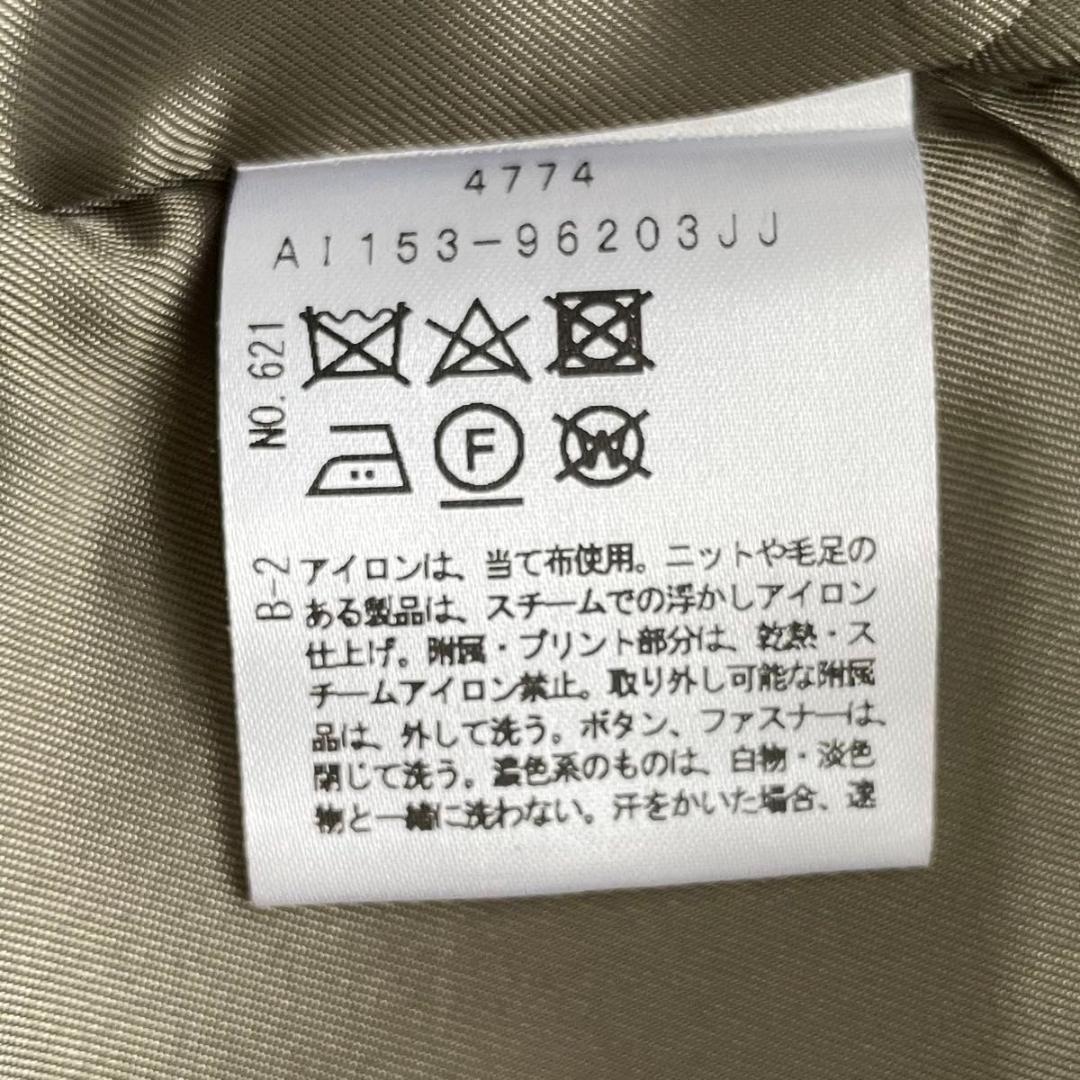 4774
AI153-96203JJ
NO.621
F
W
B-2
アイロンは、当て布使用。ニットや毛足の
ある製品は、スチームでの浮かしアイロン
仕上げ。附属・プリント部分は、乾熱・ス
チームアイロン禁止。取り外し可能な附属
品は、外して洗う。ボタン、ファスナーは、
閉じて洗う。濃色系のものは、白物・淡色
物と一緒に洗わない。汗をかいた場合、速